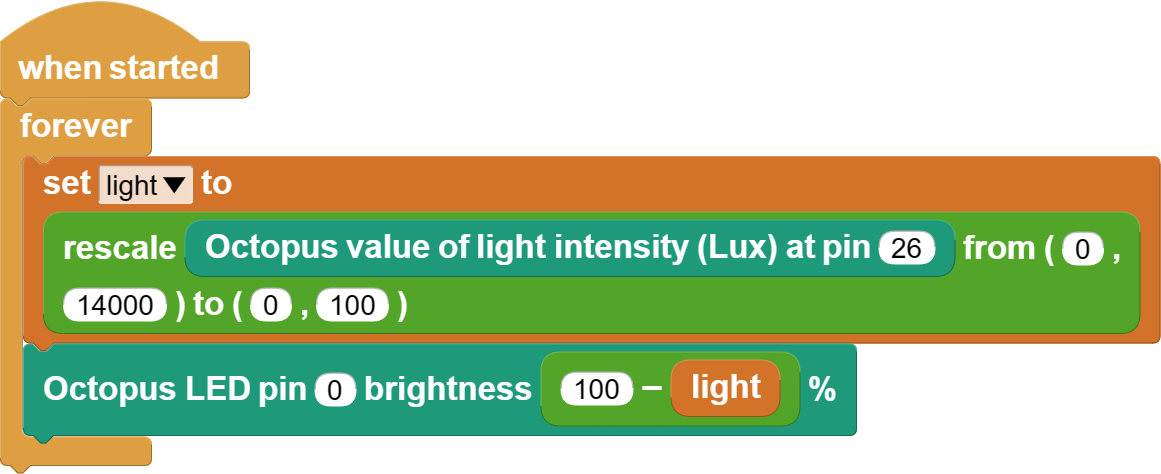 when started
forever
set light▼ to
rescale Octopus value of light intensity (Lux) at pin 26 from ( 0 ,
14000 ) to ( 0 , 100 )
Octopus LED pin 0 brightness 100 − light %